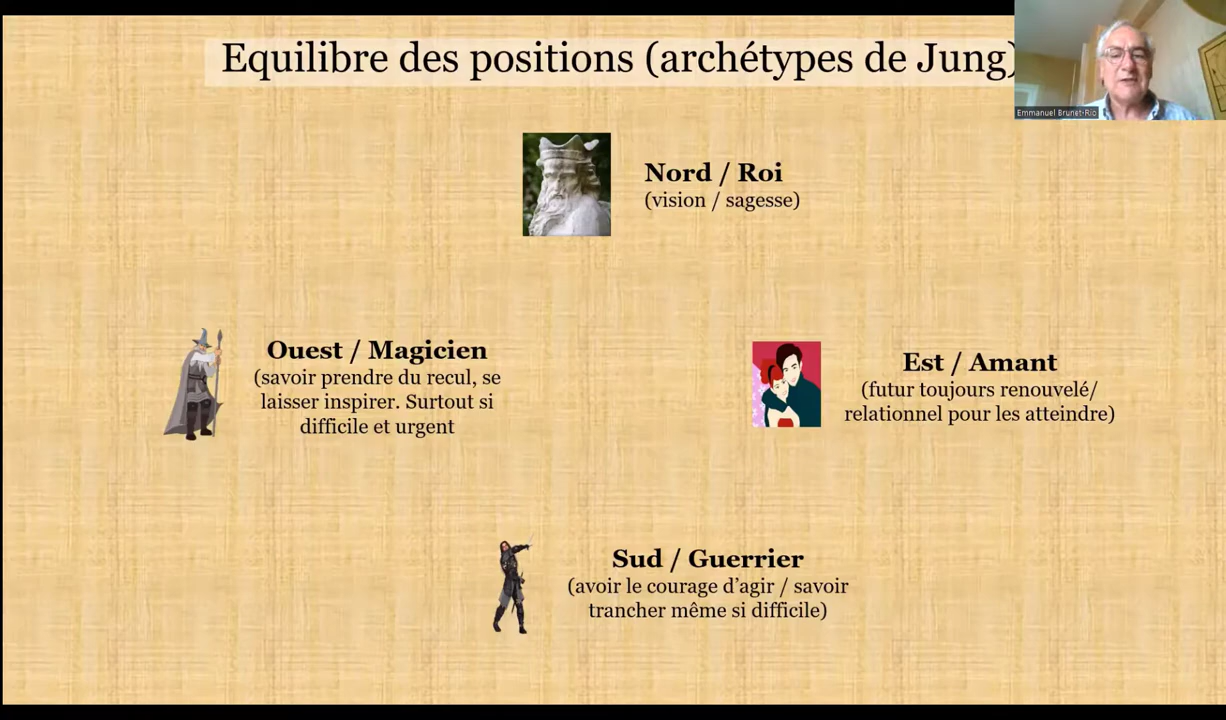 Equilibre des positions (archétypes de Jung)
Emmanuel Brunet-Rio
Nord / Roi
(vision / sagesse)
Ouest / Magicien
(savoir prendre du recul, se
laisser inspirer. Surtout si
difficile et urgent
Est / Amant
(futur toujours renouvelé/
relationnel pour les atteindre)
Sud / Guerrier
(avoir le courage d’agir / savoir
trancher même si difficile)